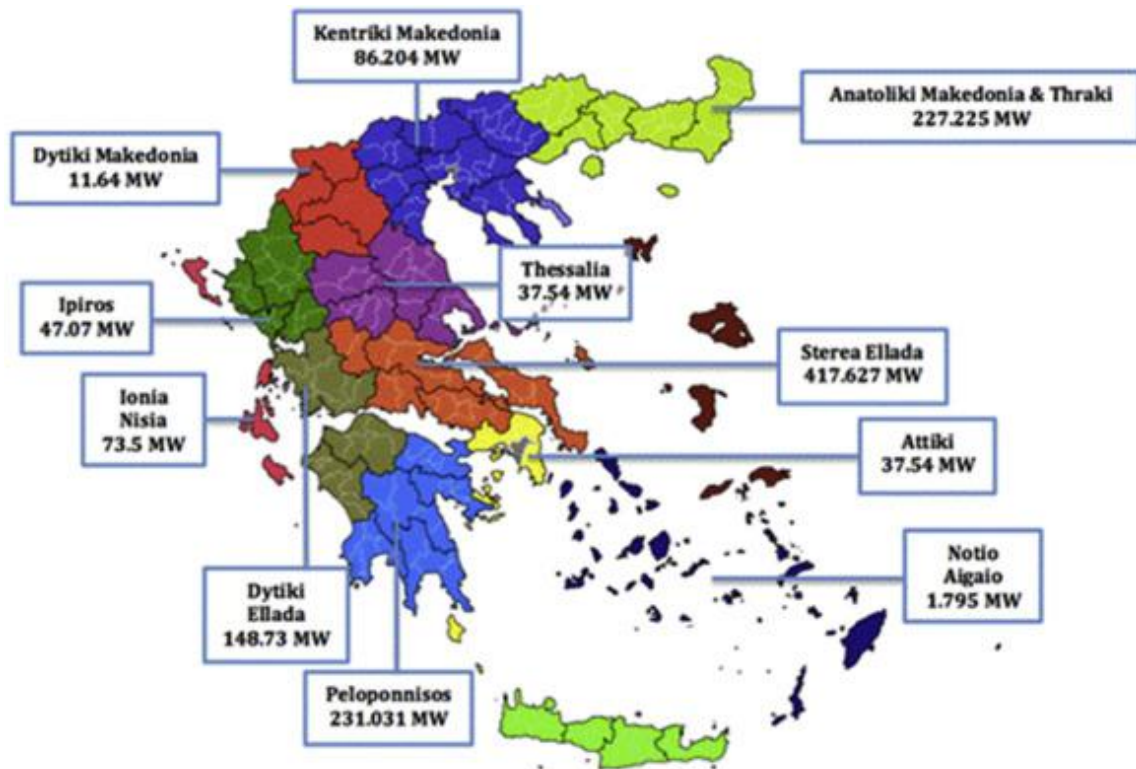 Kentriki Makedonia
86.204 MW
Anatoliki Makedonia & Thraki
227.225 MW
Dytiki Makedonia
11.64 MW
Thessalia
37.54 MW
Ipiros
47.07 MW
Sterea Ellada
417.627 MW
Ionia
Nisia
73.5 MW
Attiki
37.54 MW
Notio
Aigaio
1.795 MW
Dytiki
Ellada
148.73 MW
Peloponnisos
231.031 MW